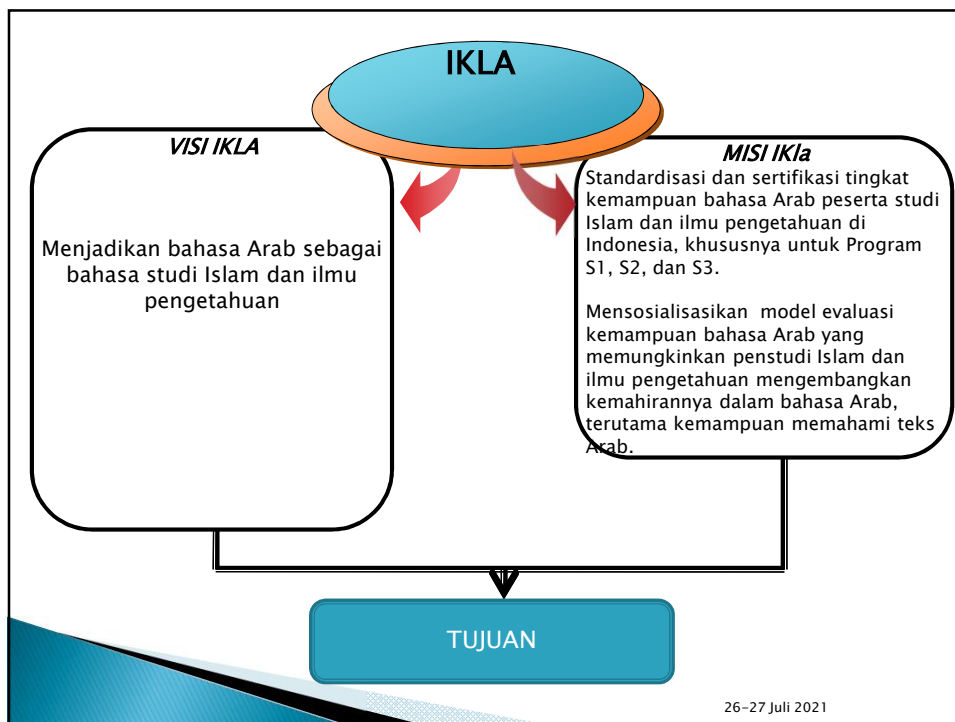 IKLA
VISI IKLA
Menjadikan bahasa Arab sebagai
bahasa studi Islam dan ilmu
pengetahuan
MISI IKla
Standardisasi dan sertifikasi tingkat
kemampuan bahasa Arab peserta studi
Islam dan ilmu pengetahuan di
Indonesia, khususnya untuk Program
S1, S2, dan S3.
Mensosialisasikan model evaluasi
kemampuan bahasa Arab yang
memungkinkan penstudi Islam dan
ilmu pengetahuan mengembangkan
kemahirannya dalam bahasa Arab,
terutama kemampuan memahami teks
Arab.
TUJUAN
26-27 Juli 2021